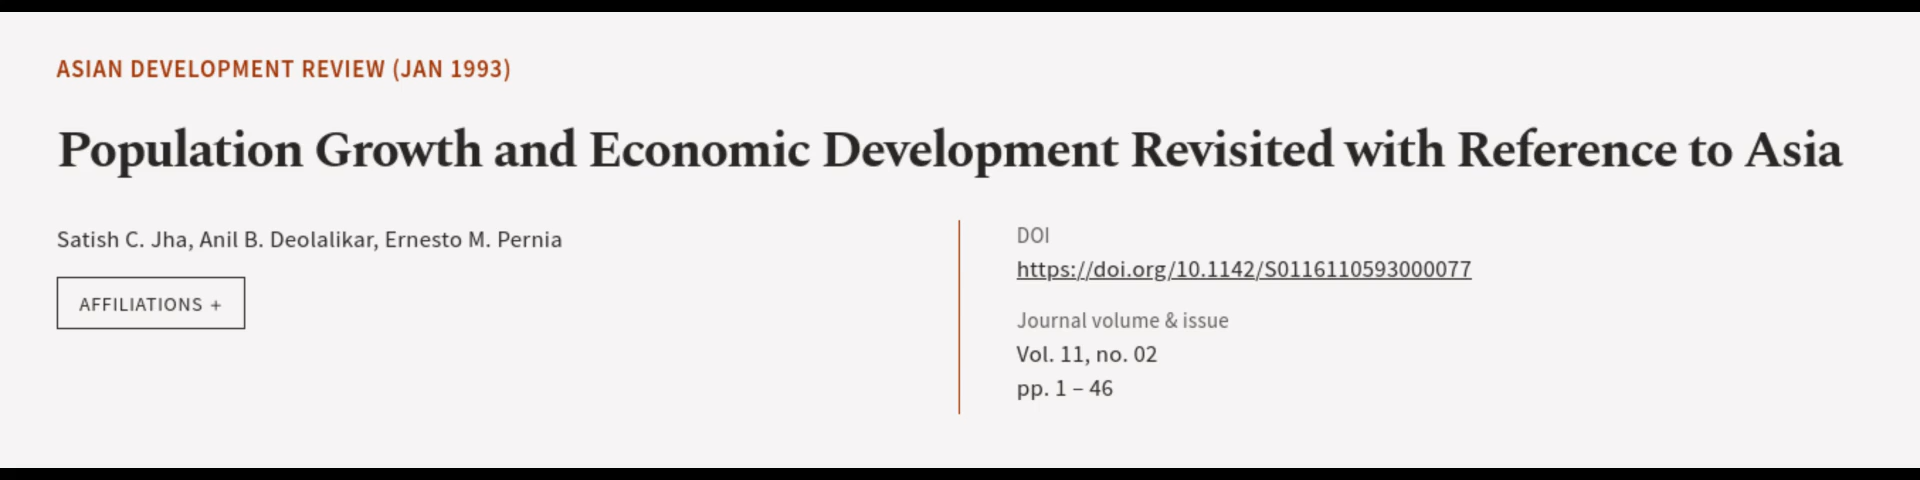 ASIAN DEVELOPMENT REVIEW (JAN 1993)
Population Growth and Economic Development Revisited with Reference to Asia
Satish C. Jha, Anil B. Deolalikar, Ernesto M. Pernia
AFFILIATIONS +
DOI
https://doi.org/10.1142/S0116110593000077
Journal volume & issue
Vol. 11, no. 02
pp. 1 – 46